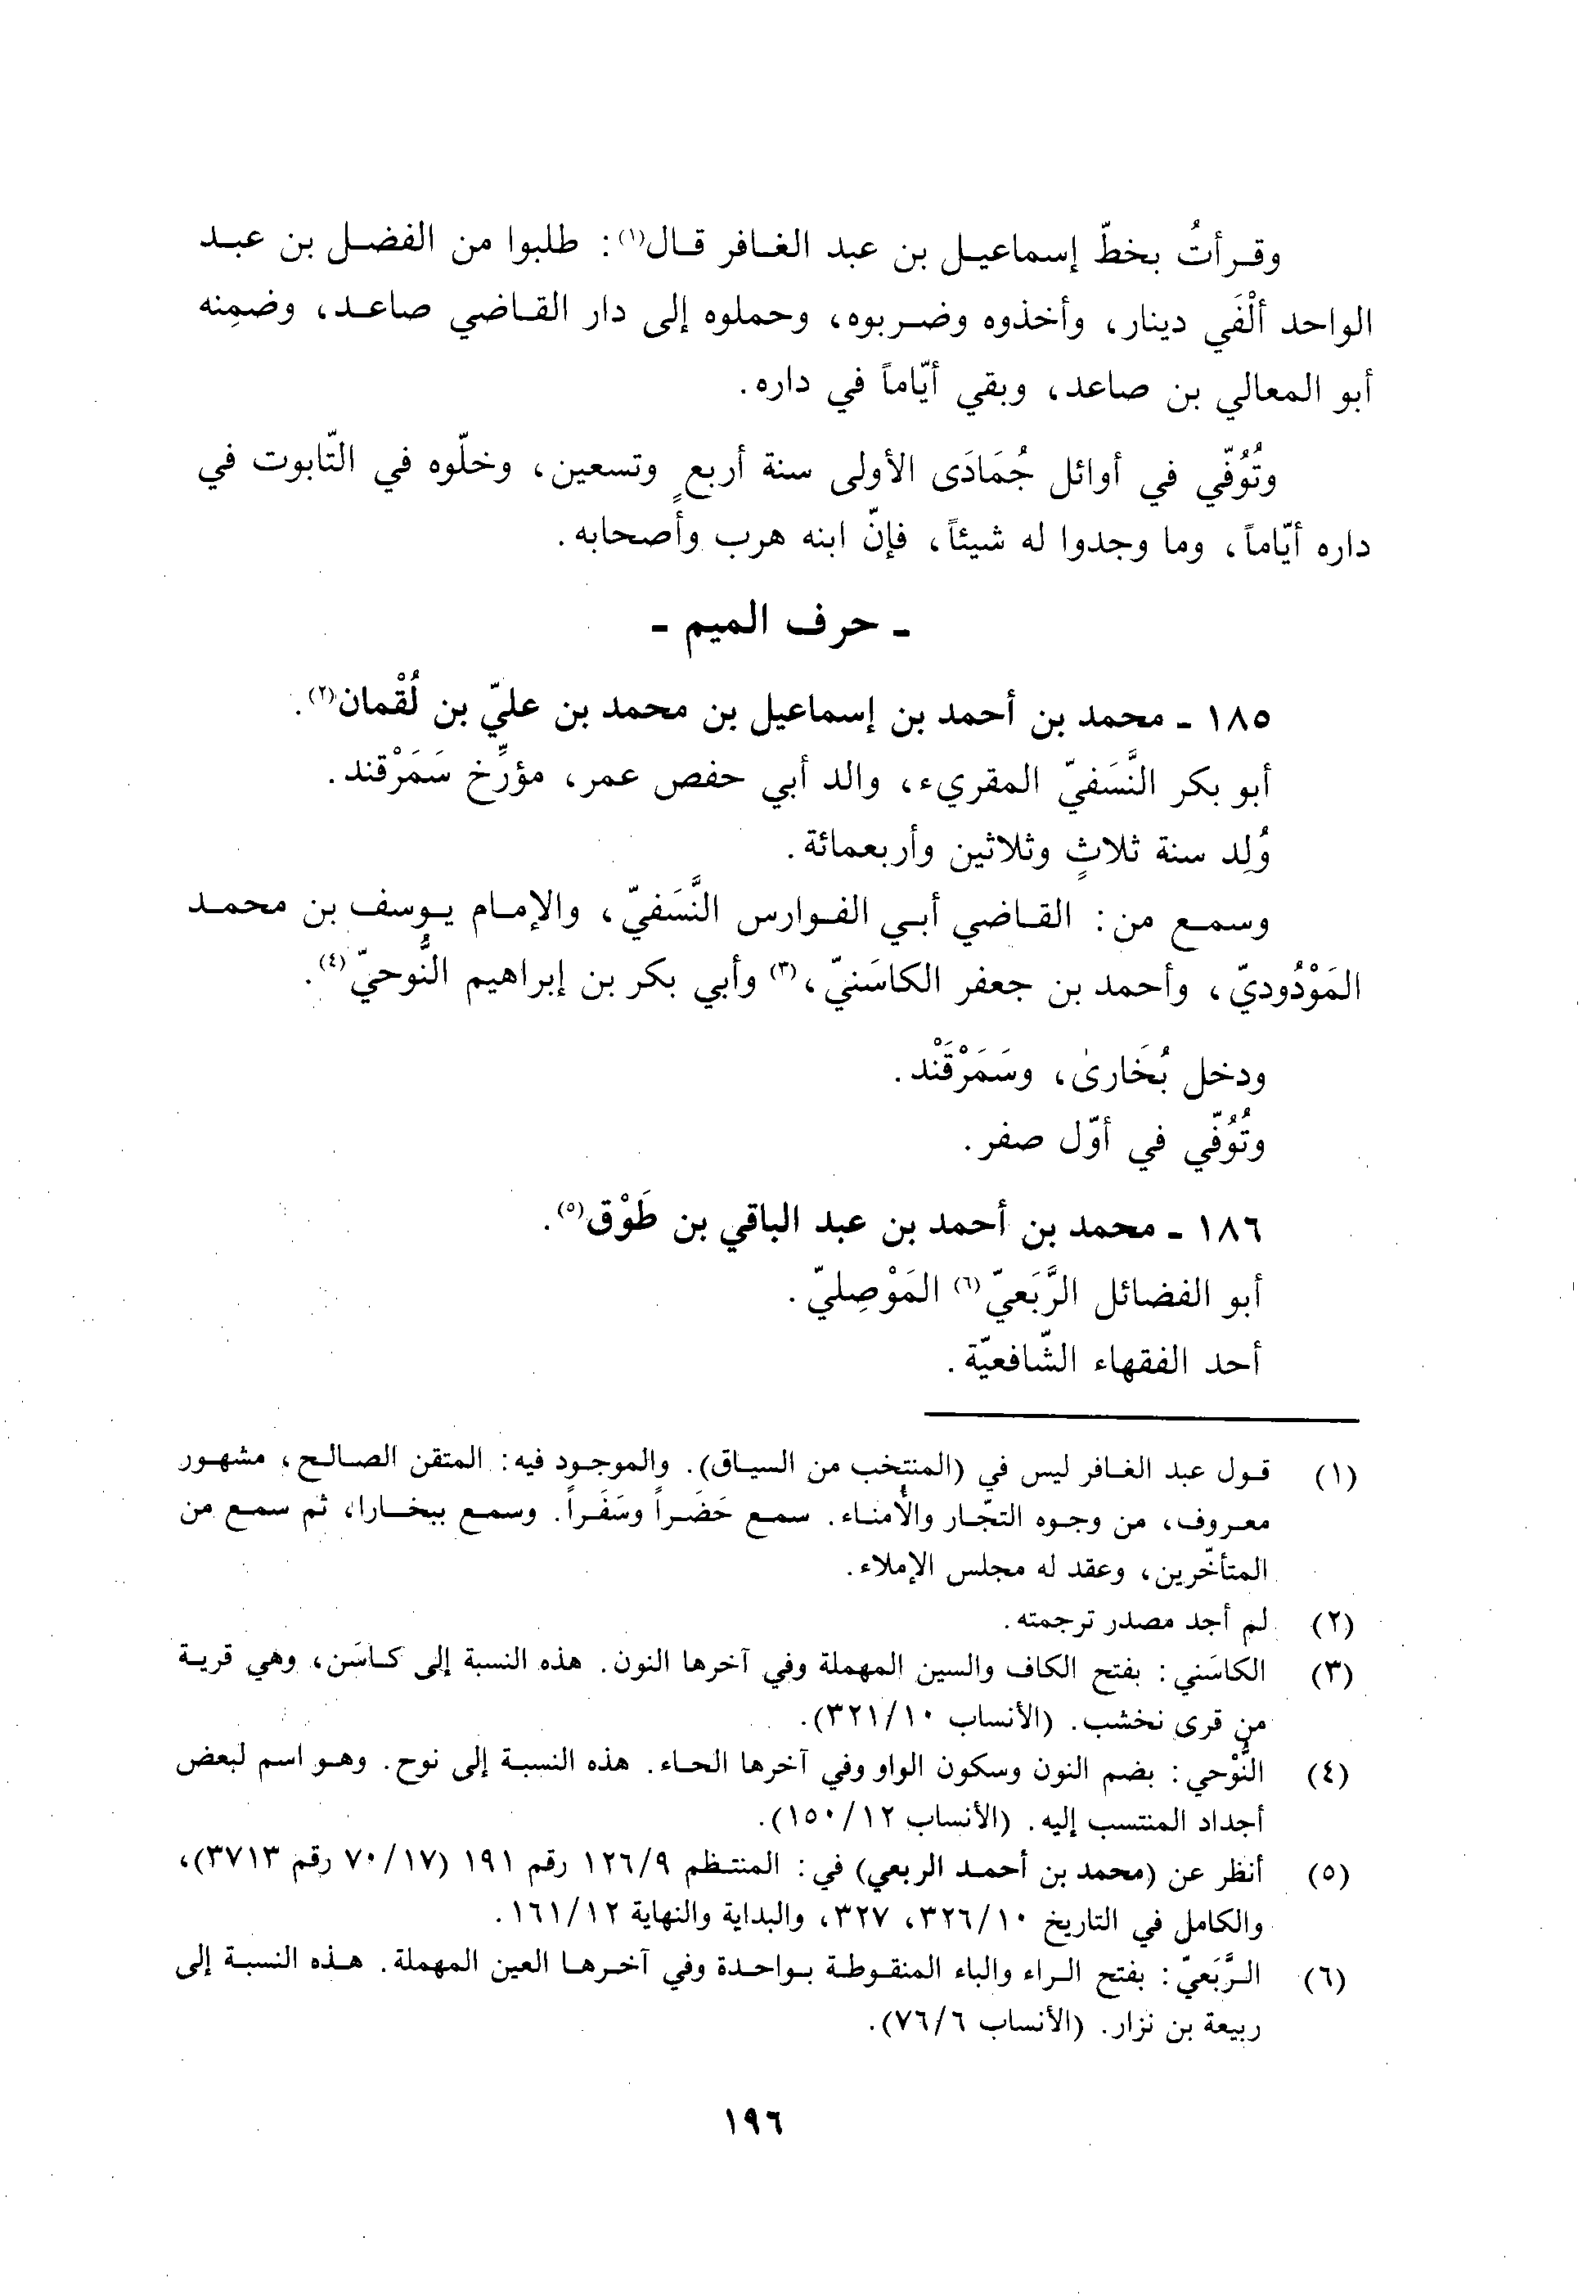 وقرأتُ بخطّ إسماعيل بن عبد الغافر قال(١): طلبوا من الفضل بن عبد
الواحد ألْفَي دينار، وأخذوه وضربوه، وحملوه إلى دار القاضي صاعد، وضمِنه
أبو المعالي بن صاعد، وبقي أيّاماً في داره.
وتُوُفّي في أوائل جُمَادَى الأولى سنة أربعٍ وتسعين، وخلّوه في التّابوت في
داره أيّاماً، وما وجدوا له شيئاً، فإنّ ابنه هرب وأصحابه.
ـ حرف الميم ـ
١٨٥ ـ محمد بن أحمد بن إسماعيل بن محمد بن عليّ بن لُقْمان(٢).
أبو بكر النَّسَفيّ المقريء، والد أبي حفص عمر، مؤرِّخ سَمَرْقند.
وُلِد سنة ثلاثٍ وثلاثين وأربعمائة.
وسمع من: القاضي أبي الفوارس النَّسَفيّ، والإمام يوسف بن محمد
المَوْدُوديّ، وأحمد بن جعفر الكاسَنيّ،(٣) وأبي بكر بن إبراهيم النُّوحيّ(٤).
ودخل بُخَارىٰ، وسَمَرْقَنْد.
وتُوُفّي في أوّل صفر.
١٨٦ ـ محمد بن أحمد بن عبد الباقي بن طَوْق(٥).
أبو الفضائل الرَّبَعيّ(٦) المَوْصِليّ.
أحد الفقهاء الشّافعيّة.
(١) قول عبد الغافر ليس في (المنتخب من السياق). والموجود فيه: المتقن الصالح، مشهور
معروف، من وجوه التجّار والأُمناء. سمع حَضَراً وسَفَراً. وسمع ببخارا، ثم سمع من
المتأخّرين، وعقد له مجلس الإملاء.
(٢) لم أجد مصدر ترجمته.
(٣) الكاسَني: بفتح الكاف والسين المهملة وفي آخرها النون. هذه النسبة إلى كاسَن، وهي قرية
من قرى نخشب. (الأنساب ٣٢١/١٠).
(٤) النُّوْحي: بضم النون وسكون الواو وفي آخرها الحاء. هذه النسبة إلى نوح. وهو اسم لبعض
أجداد المنتسب إليه. (الأنساب ١٥٠/١٢).
(٥) أنظر عن (محمد بن أحمد الربعي) في: المنتظم ١٢٦/٩ رقم ١٩١ (٧٠/١٧ رقم ٣٧١٣)،
والكامل في التاريخ ٣٢٦/١٠، ٣٢٧، والبداية والنهاية ١٦١/١٢.
(٦) الرَّبَعيّ: بفتح الراء والباء المنقوطة بواحدة وفي آخرها العين المهملة. هذه النسبة إلى
ربيعة بن نزار. (الأنساب ٧٦/٦).
١٩٦